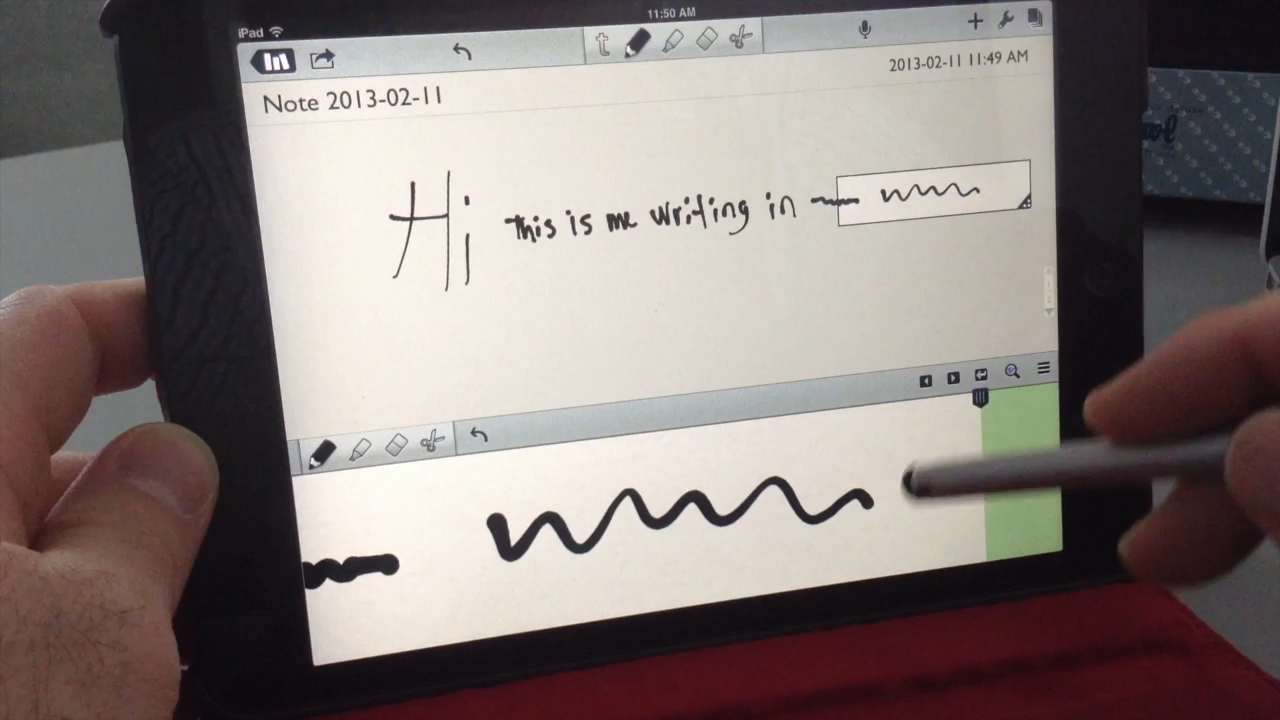 11:50 AM
iPad
2013-02-11 11:49 AM
Note 2013-02-11
Hi This is me writing in